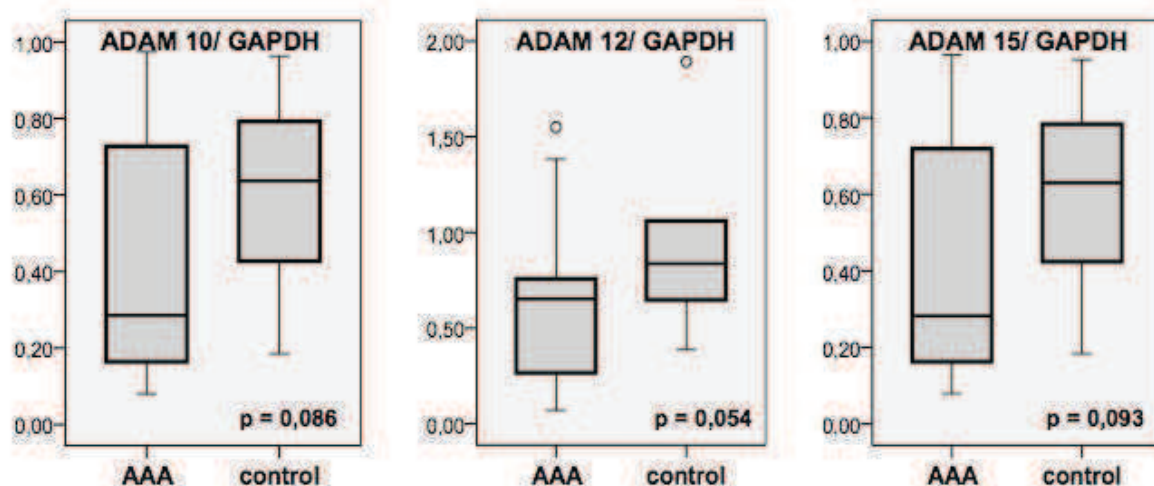 ADAM 10/ GAPDH
1,00
0,80
0,60
0,40
0,20
0,00
p = 0,086
AAA control
ADAM 12/ GAPDH
2,00
1,50
1,00
0,50
0,00
p = 0,054
AAA control
ADAM 15/ GAPDH
1,00
0,80
0,60
0,40
0,20
0,00
p = 0,093
AAA control